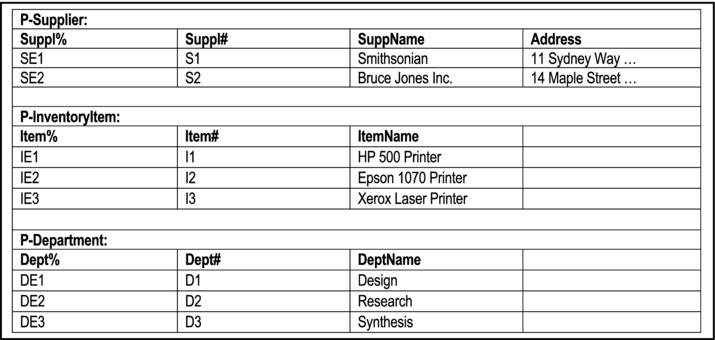 P-Supplier:
Suppl% Suppl# SuppName Address
SE1 S1 Smithsonian 11 Sydney Way …
SE2 S2 Bruce Jones Inc. 14 Maple Street …
P-InventoryItem:
Item% Item# ItemName
IE1 I1 HP 500 Printer
IE2 I2 Epson 1070 Printer
IE3 I3 Xerox Laser Printer
P-Department:
Dept% Dept# DeptName
DE1 D1 Design
DE2 D2 Research
DE3 D3 Synthesis